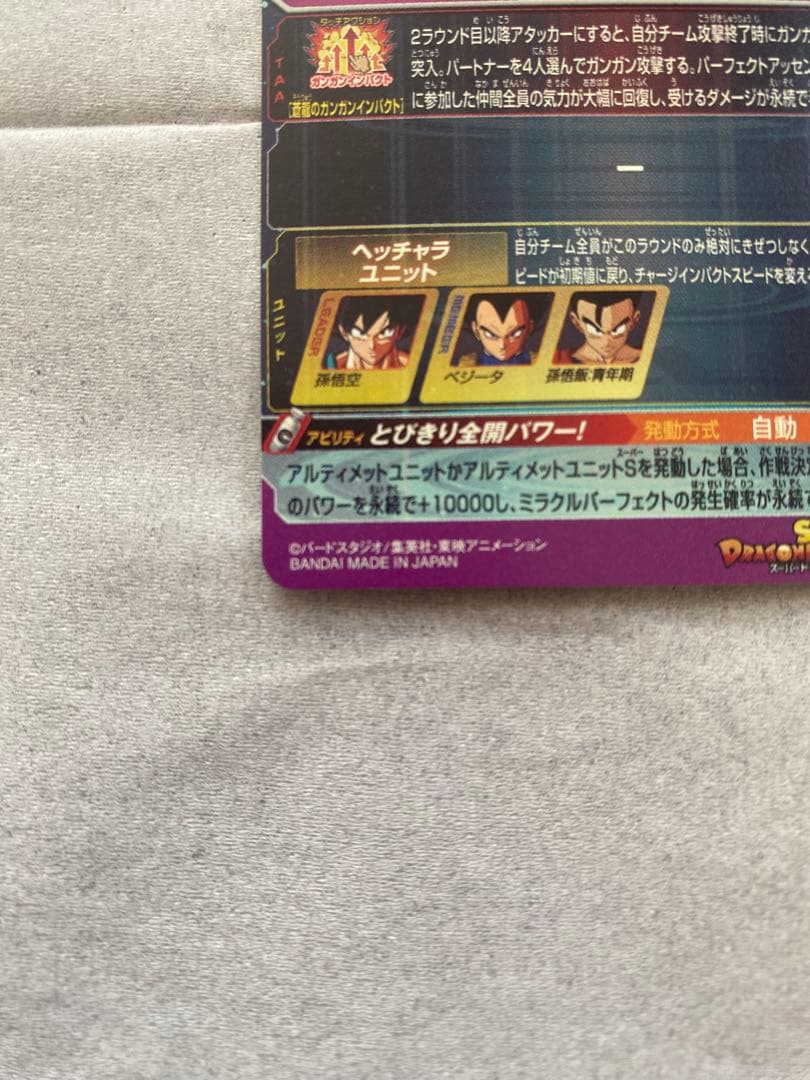 タッチアクション
ガンガンインパクト
[蒼龍のガンガンインパクト]
TAA
2ラウンド目以降アタッカーにすると、自分チーム攻撃終了時にガンガ
突入。パートナーを4人選んでガンガン攻撃する。パーフェクトアッセン
に参加した仲間全員の気力が大幅に回復し、受けるダメージが永続で
ー
ユニット
ヘッチャラ
ユニット
自分チーム全員がこのラウンドのみ絶対にきぜつしなく
ピードが初期値に戻り、チャージインパクトスピードを変え
LEADER
孫悟空
MEMBER
ベジータ
孫悟飯:青年期
アビリティ とびきり全開パワー! 発動方式 自動
アルティメットユニットかアルティメットユニットSを発動した場合、作戦決
のパワーを永続で+10000し、ミラクルパーフェクトの発生確率が永続で
©バードスタジオ/集英社・東映アニメーション
BANDAI MADE IN JAPAN
S
DRAGON
スーパード